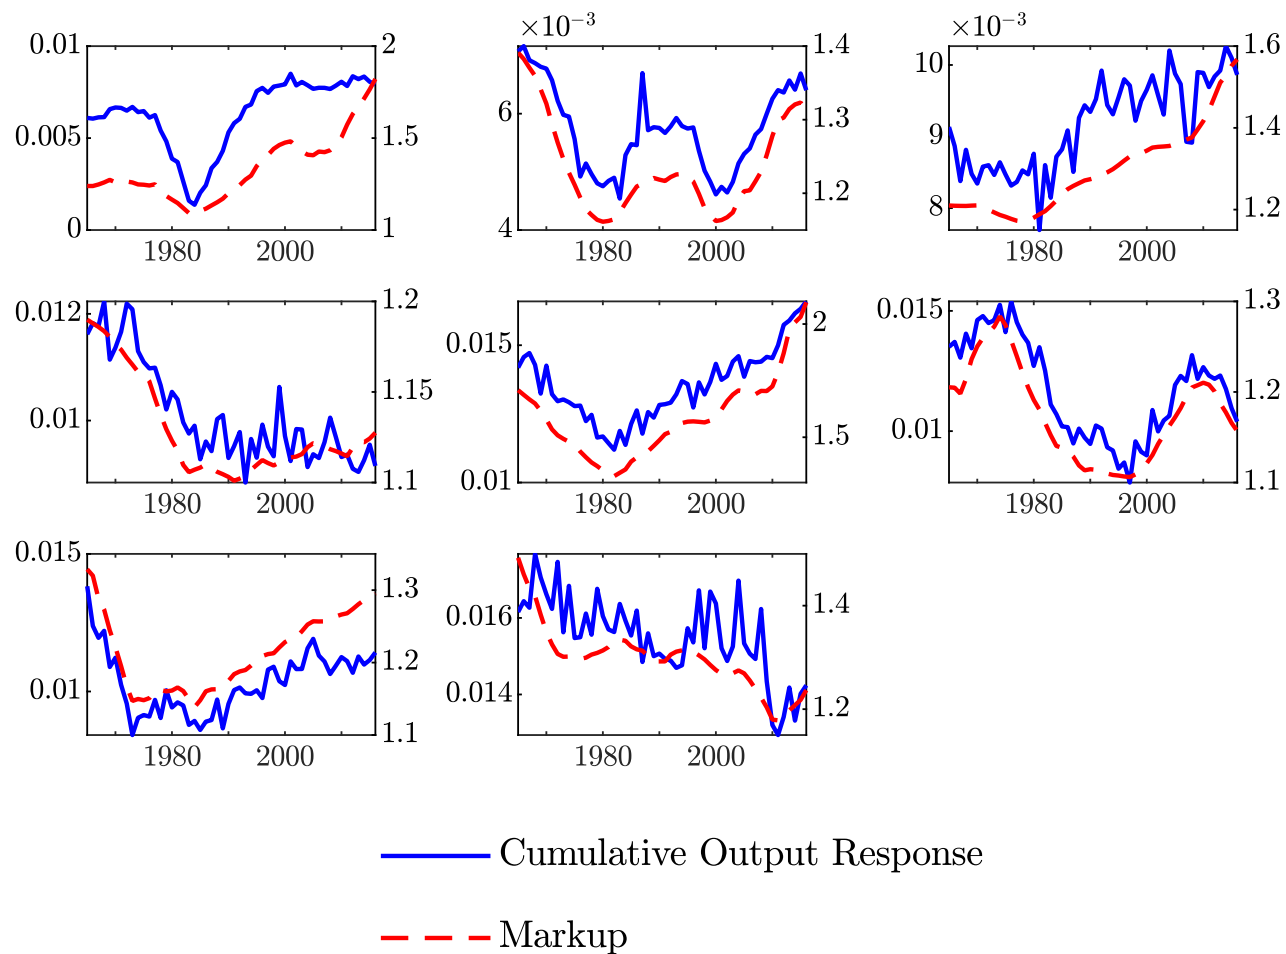 ×10⁻³ ×10⁻³
0.01 2 1.4 10 1.6
0.005 1.5 6 1.3 9 1.4
0 1 4 1.2 8 1.2
1980 2000 1980 2000 1980 2000
0.012 1.2 0.015 2 0.015 1.3
0.01 1.15 1.5 0.01 1.2
1.1 0.01 1.1
1980 2000 1980 2000 1980 2000
0.015 1.3 0.016 1.4
0.01 1.2 0.014 1.2
1.1
1980 2000 1980 2000
Cumulative Output Response
Markup